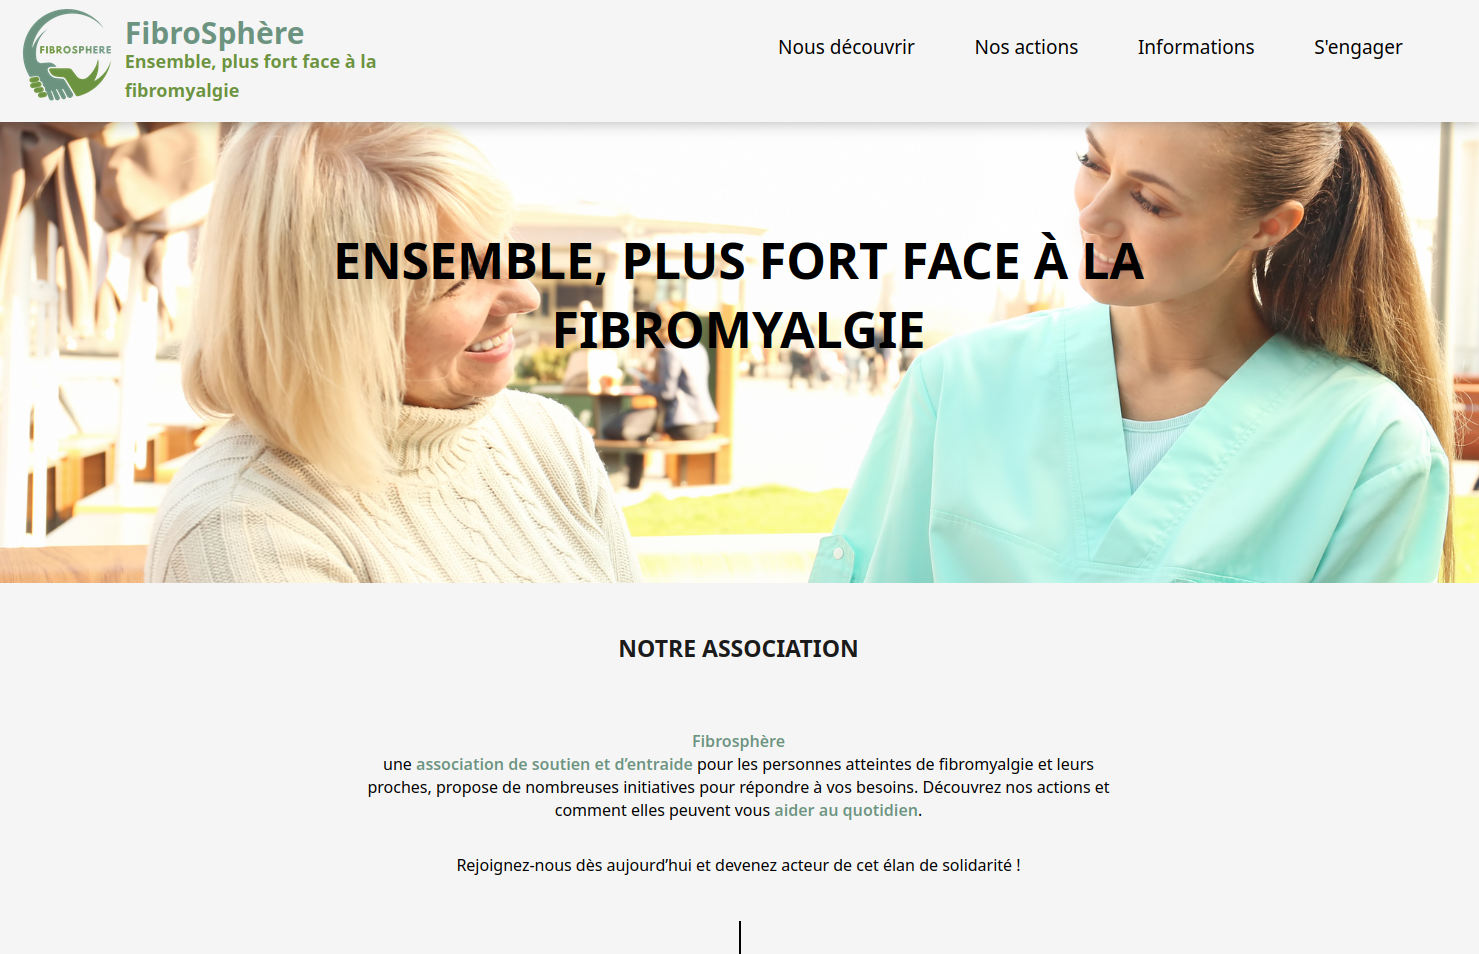 FIBROSPHERE
FibroSphère
Ensemble, plus fort face à la
fibromyalgie
Nous découvrir
Nos actions
Informations
S'engager
ENSEMBLE, PLUS FORT FACE À LA
FIBROMYALGIE
NOTRE ASSOCIATION
Fibrosphère
une association de soutien et d’entraide pour les personnes atteintes de fibromyalgie et leurs
proches, propose de nombreuses initiatives pour répondre à vos besoins. Découvrez nos actions et
comment elles peuvent vous aider au quotidien.
Rejoignez-nous dès aujourd’hui et devenez acteur de cet élan de solidarité !